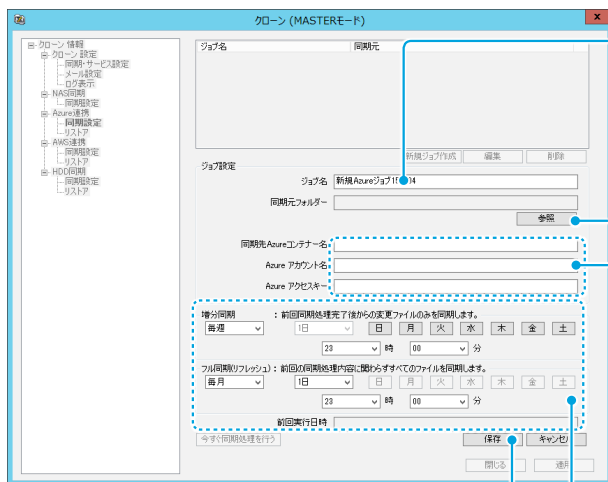 クローン (MASTERモード)
x
クローン 情報
クローン 設定
同期・サービス設定
メール設定
ログ表示
NAS同期
同期設定
Azure連携
同期設定
リストア
AWS連携
同期設定
リストア
HDD同期
同期設定
リストア
ジョブ名 同期元
新規ジョブ作成 編集 削除
ジョブ設定
ジョブ名 新規Azureジョブ15
同期元フォルダー
参照
同期先Azureコンテナー名
Azure アカウント名
Azure アクセスキー
増分同期 : 前回同期処理完了後からの変更ファイルのみを同期します。
毎週 1日 日 月 火 水 木 金 土
23 時 00 分
フル同期(リフレッシュ) : 前回の同期処理内容に関わらずすべてのファイルを同期します。
毎月 1日 日 月 火 水 木 金 土
23 時 00 分
前回実行日時
今すぐ同期処理を行う 保存 キャンセル
閉じる 適用